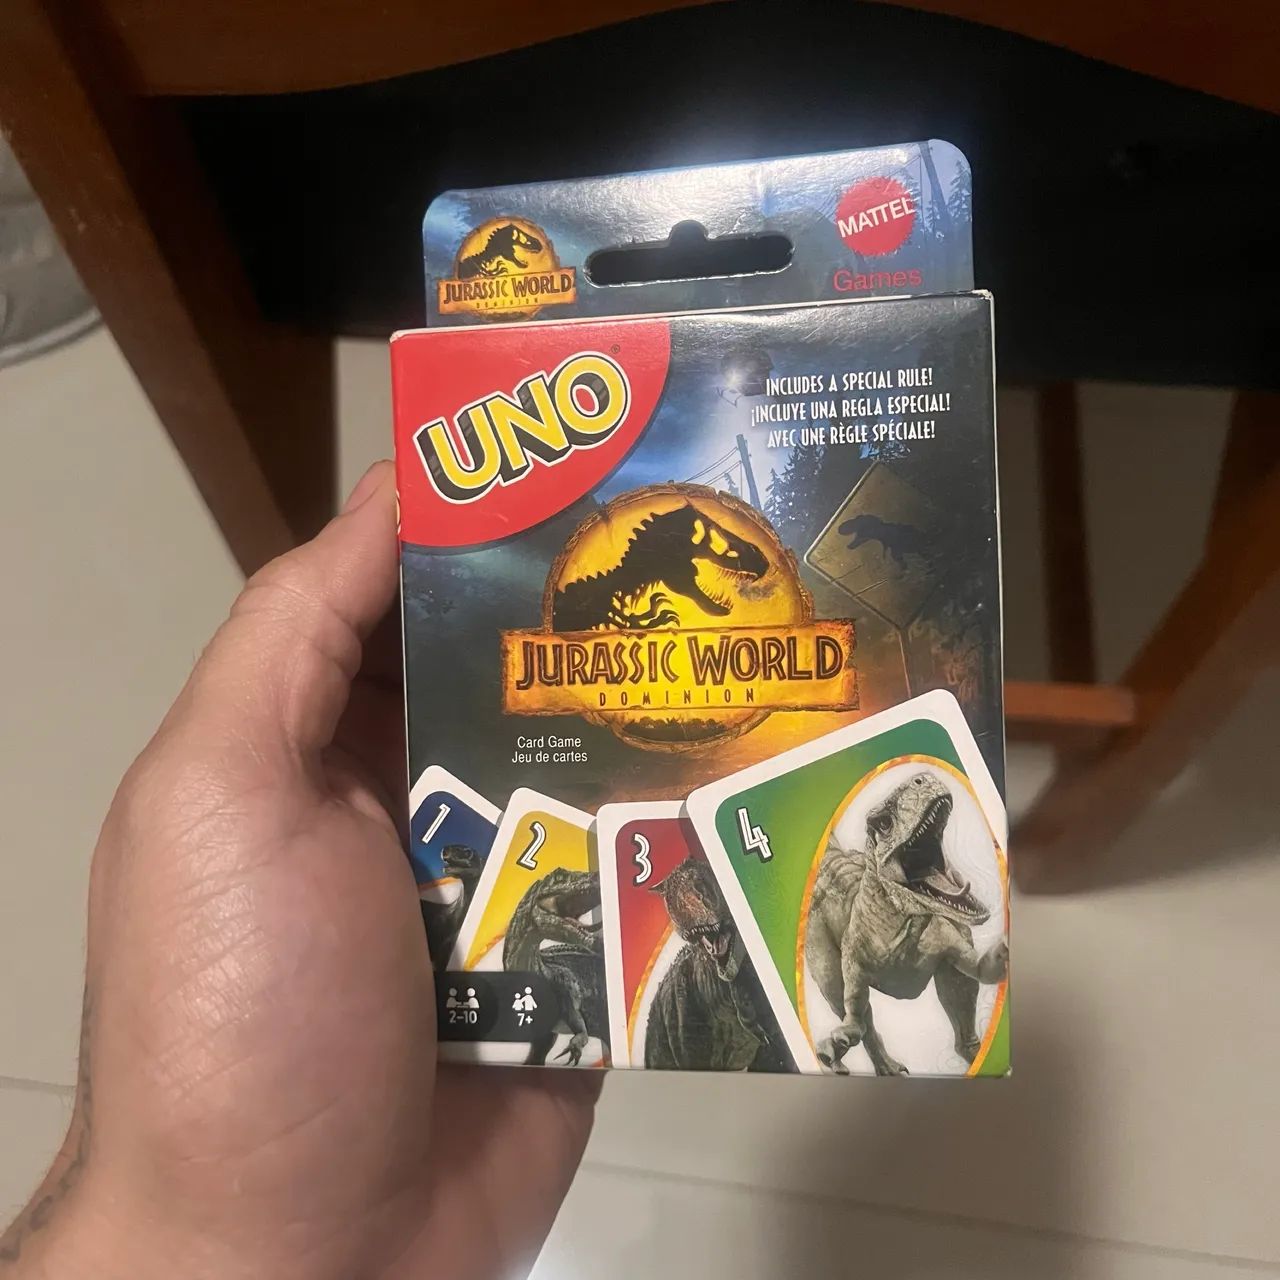 JURASSIC WORLD
DOMINION
MATTEL
Games
UNO
®
INCLUDES A SPECIAL RULE!
¡INCLUYE UNA REGLA ESPECIAL!
AVEC UNE RÈGLE SPÉCIALE!
JURASSIC WORLD
DOMINION
Card Game
Jeu de cartes
1
2
3
4
2-10
7+